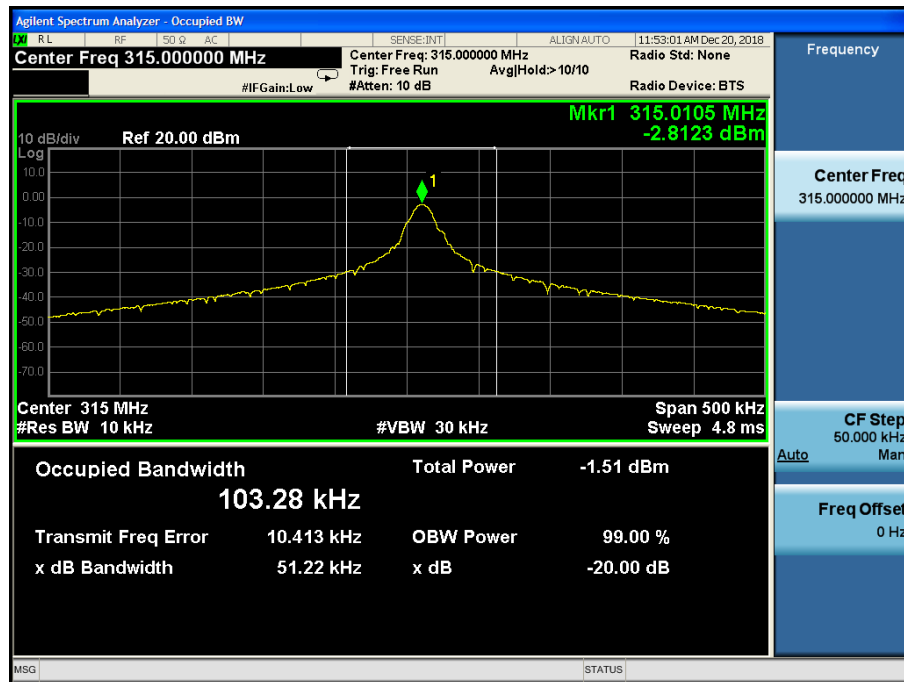 Agilent Spectrum Analyzer - Occupied BW
LXI RL RF 50 Ω AC SENSE:INT ALIGN AUTO 11:53:01 AM Dec 20, 2018
Center Freq 315.000000 MHz Center Freq: 315.000000 MHz Radio Std: None
Trig: Free Run Avg|Hold:>10/10
#IFGain:Low #Atten: 10 dB Radio Device: BTS
Frequency
Mkr1 315.0105 MHz
-2.8123 dBm
10 dB/div Ref 20.00 dBm
Log
10.0
0.00
-10.0
-20.0
-30.0
-40.0
-50.0
-60.0
-70.0
1
Center 315 MHz Span 500 kHz
#Res BW 10 kHz #VBW 30 kHz Sweep 4.8 ms
Center Freq
315.000000 MHz
CF Step
50.000 kHz
Auto Man
Freq Offset
0 Hz
Occupied Bandwidth Total Power -1.51 dBm
103.28 kHz
Transmit Freq Error 10.413 kHz OBW Power 99.00 %
x dB Bandwidth 51.22 kHz x dB -20.00 dB
MSG STATUS